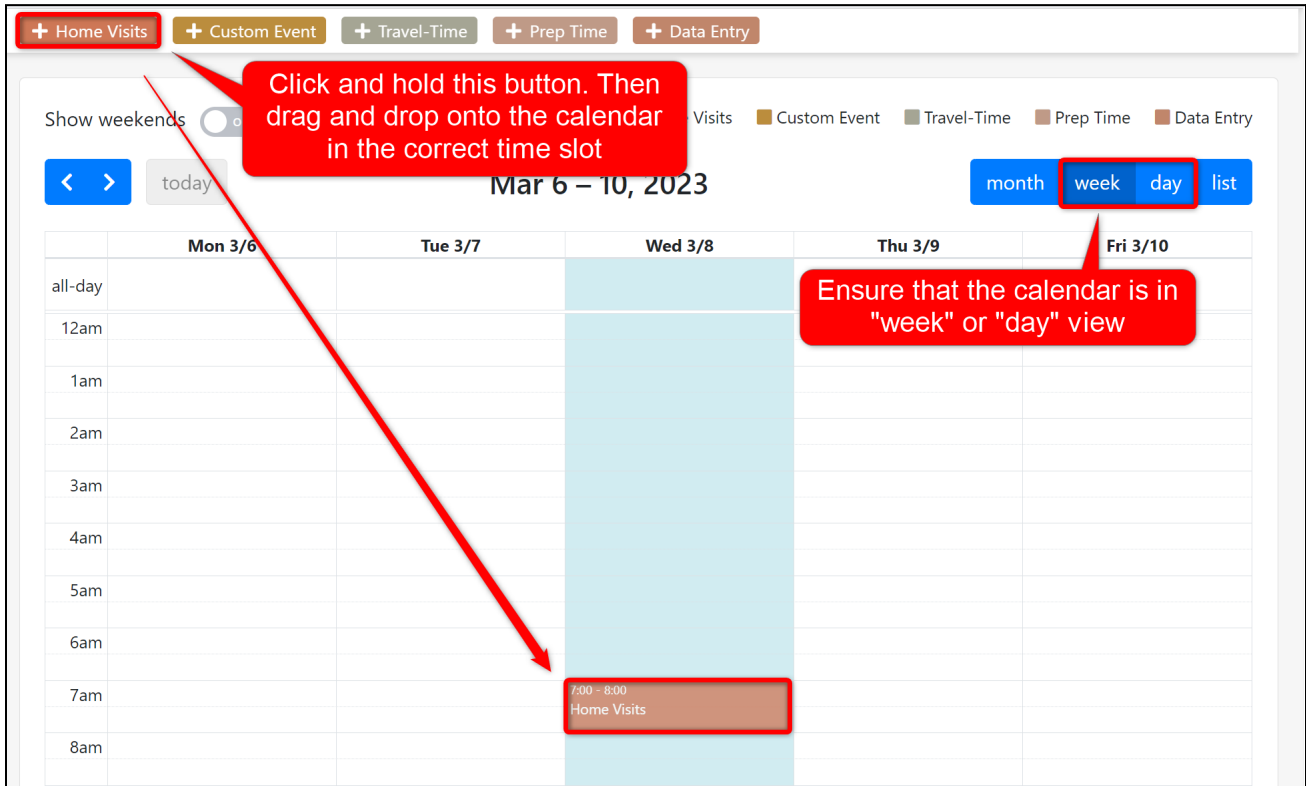 + Home Visits + Custom Event + Travel-Time + Prep Time + Data Entry
Click and hold this button. Then
drag and drop onto the calendar
in the correct time slot
Show weekends Visits Custom Event Travel-Time Prep Time Data Entry
< > today Mar 6 – 10, 2023 month week day list
Mon 3/6 Tue 3/7 Wed 3/8 Thu 3/9 Fri 3/10
Ensure that the calendar is in
"week" or "day" view
all-day
12am
1am
2am
3am
4am
5am
6am
7am
7:00 - 8:00
Home Visits
8am